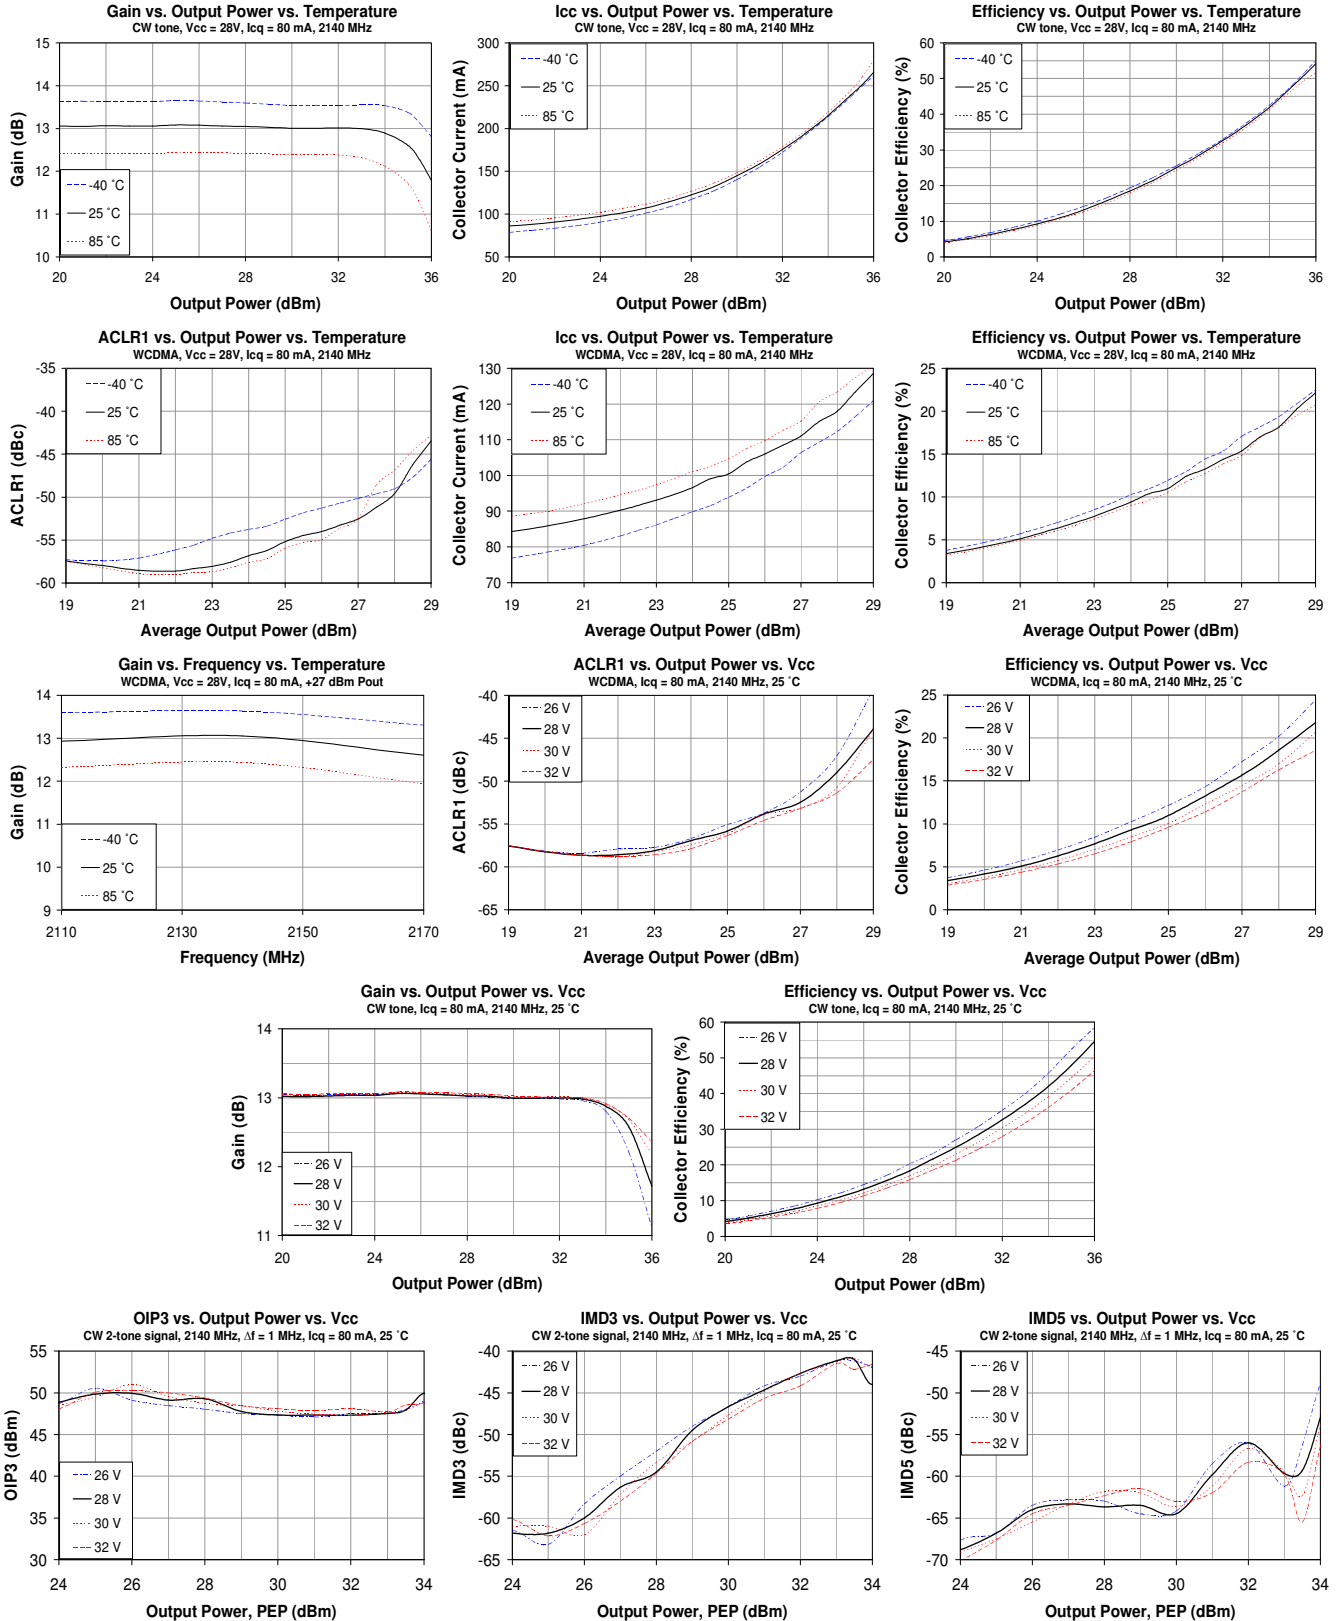 Gain vs. Output Power vs. Temperature
CW tone, Vcc = 28V, Icq = 80 mA, 2140 MHz
15
14
13
12
11
10
Gain (dB)
-40 ˚C
25 ˚C
85 ˚C
20 24 28 32 36
Output Power (dBm)
Icc vs. Output Power vs. Temperature
CW tone, Vcc = 28V, Icq = 80 mA, 2140 MHz
300
250
200
150
100
50
Collector Current (mA)
-40 ˚C
25 ˚C
85 ˚C
20 24 28 32 36
Output Power (dBm)
Efficiency vs. Output Power vs. Temperature
CW tone, Vcc = 28V, Icq = 80 mA, 2140 MHz
60
50
40
30
20
10
0
Collector Efficiency (%)
-40 ˚C
25 ˚C
85 ˚C
20 24 28 32 36
Output Power (dBm)
ACLR1 vs. Output Power vs. Temperature
WCDMA, Vcc = 28V, Icq = 80 mA, 2140 MHz
-35
-40
-45
-50
-55
-60
ACLR1 (dBc)
-40 ˚C
25 ˚C
85 ˚C
19 21 23 25 27 29
Average Output Power (dBm)
Icc vs. Output Power vs. Temperature
WCDMA, Vcc = 28V, Icq = 80 mA, 2140 MHz
130
120
110
100
90
80
70
Collector Current (mA)
-40 ˚C
25 ˚C
85 ˚C
19 21 23 25 27 29
Average Output Power (dBm)
Efficiency vs. Output Power vs. Temperature
WCDMA, Vcc = 28V, Icq = 80 mA, 2140 MHz
25
20
15
10
5
0
Collector Efficiency (%)
-40 ˚C
25 ˚C
85 ˚C
19 21 23 25 27 29
Average Output Power (dBm)
Gain vs. Frequency vs. Temperature
WCDMA, Vcc = 28V, Icq = 80 mA, +27 dBm Pout
14
13
12
11
10
9
Gain (dB)
-40 ˚C
25 ˚C
85 ˚C
2110 2130 2150 2170
Frequency (MHz)
ACLR1 vs. Output Power vs. Vcc
WCDMA, Icq = 80 mA, 2140 MHz, 25 ˚C
-40
-45
-50
-55
-60
-65
ACLR1 (dBc)
26 V
28 V
30 V
32 V
19 21 23 25 27 29
Average Output Power (dBm)
Efficiency vs. Output Power vs. Vcc
WCDMA, Icq = 80 mA, 2140 MHz, 25 ˚C
25
20
15
10
5
0
Collector Efficiency (%)
26 V
28 V
30 V
32 V
19 21 23 25 27 29
Average Output Power (dBm)
Gain vs. Output Power vs. Vcc
CW tone, Icq = 80 mA, 2140 MHz, 25 ˚C
14
13
12
11
Gain (dB)
26 V
28 V
30 V
32 V
20 24 28 32 36
Output Power (dBm)
Efficiency vs. Output Power vs. Vcc
CW tone, Icq = 80 mA, 2140 MHz, 25 ˚C
60
50
40
30
20
10
0
Collector Efficiency (%)
26 V
28 V
30 V
32 V
20 24 28 32 36
Output Power (dBm)
OIP3 vs. Output Power vs. Vcc
CW 2-tone signal, 2140 MHz, Δf = 1 MHz, Icq = 80 mA, 25 ˚C
55
50
45
40
35
30
OIP3 (dBm)
26 V
28 V
30 V
32 V
24 26 28 30 32 34
Output Power, PEP (dBm)
IMD3 vs. Output Power vs. Vcc
CW 2-tone signal, 2140 MHz, Δf = 1 MHz, Icq = 80 mA, 25 ˚C
-40
-45
-50
-55
-60
-65
IMD3 (dBc)
26 V
28 V
30 V
32 V
24 26 28 30 32 34
Output Power, PEP (dBm)
IMD5 vs. Output Power vs. Vcc
CW 2-tone signal, 2140 MHz, Δf = 1 MHz, Icq = 80 mA, 25 ˚C
-45
-50
-55
-60
-65
-70
IMD5 (dBc)
26 V
28 V
30 V
32 V
24 26 28 30 32 34
Output Power, PEP (dBm)